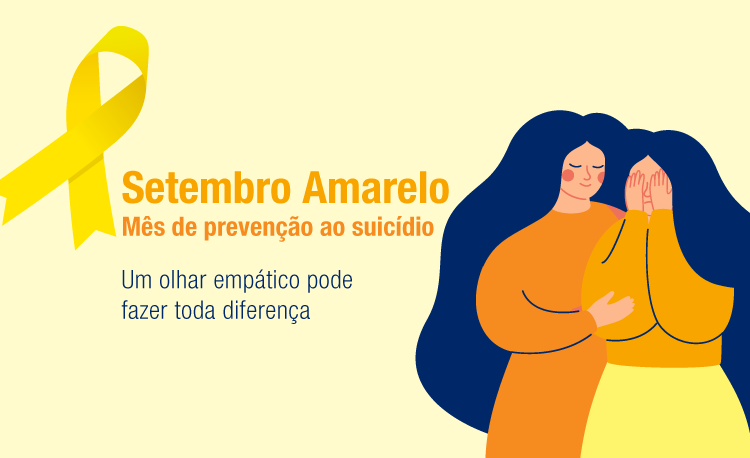 Setembro Amarelo
Mês de prevenção ao suicídio
Um olhar empático pode
fazer toda diferença